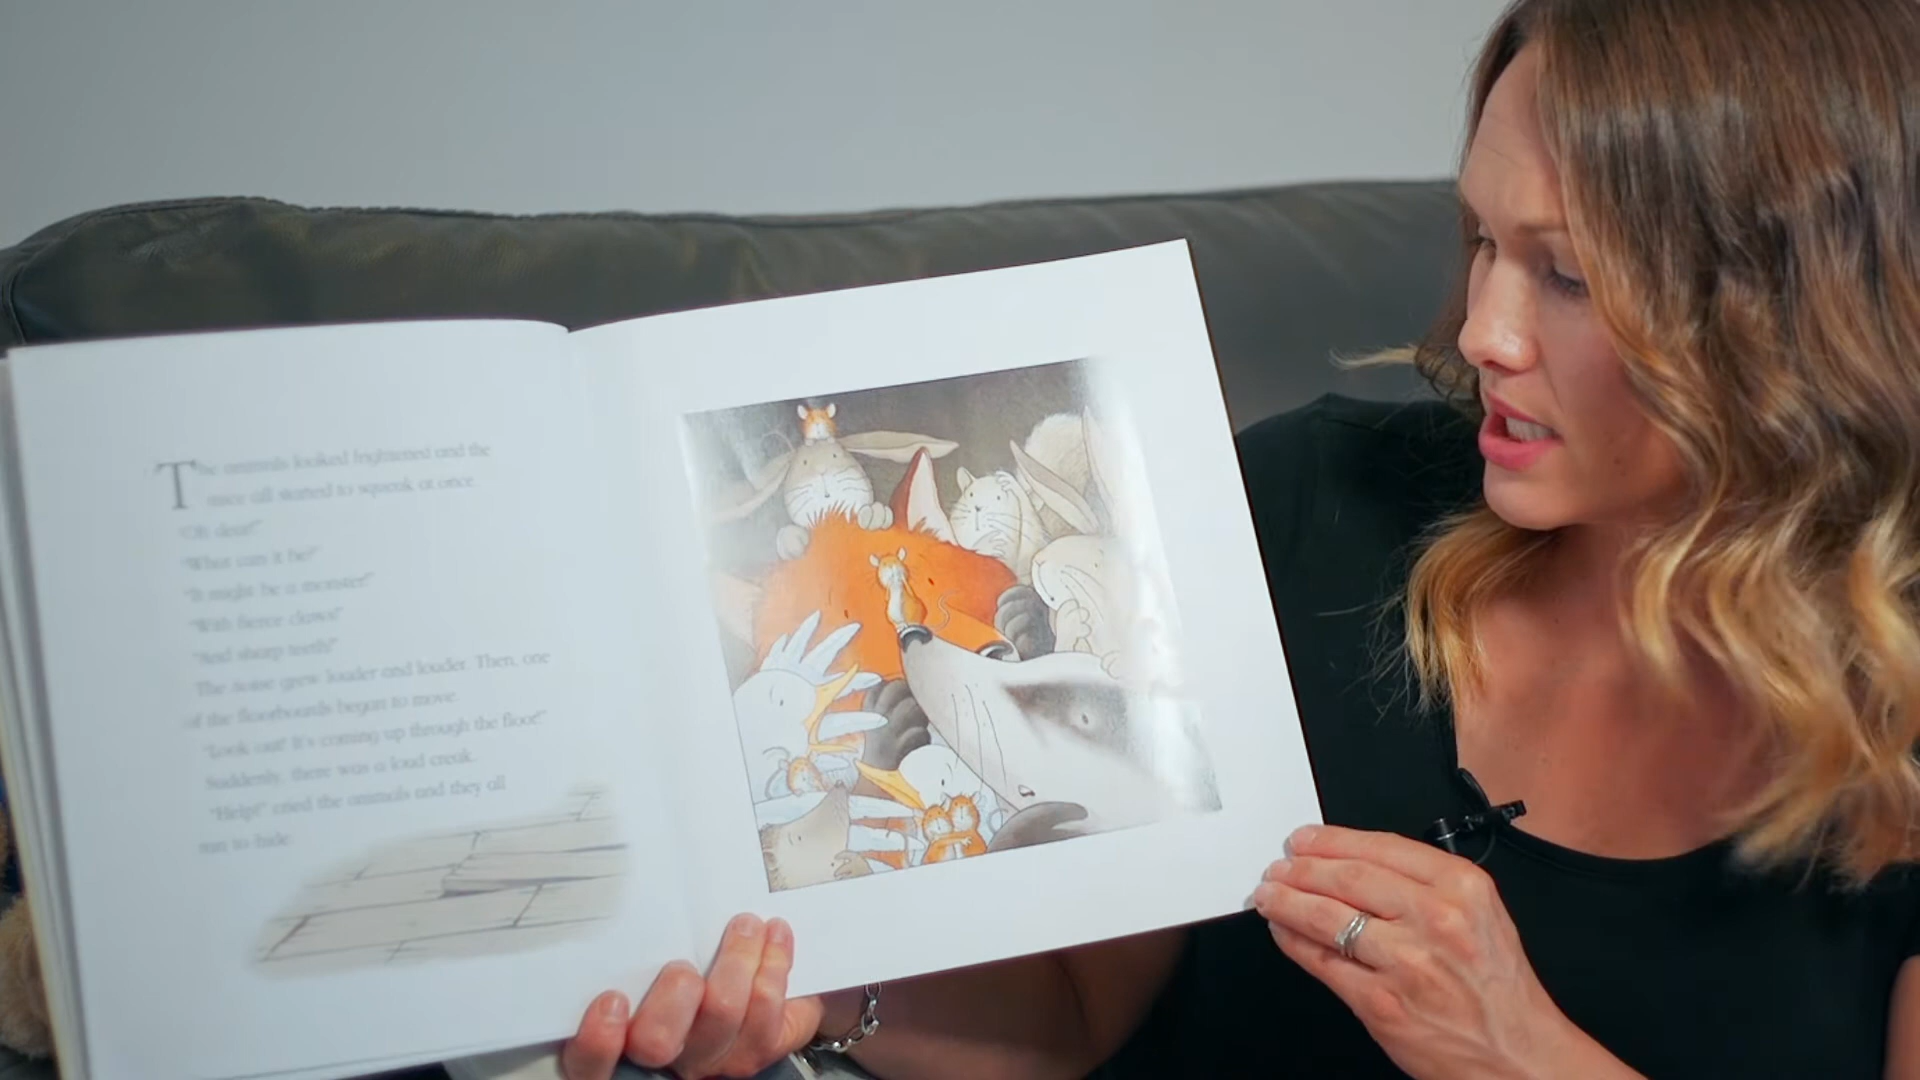 The animals looked frightened and the
mice all started to squeak at once.
"Oh dear!"
"What can it be?"
"It might be a monster!"
"With fierce claws!"
"And sharp teeth!"
The noise grew louder and louder. Then, one
of the floorboards began to move.
"Look out! It's coming up through the floor!"
Suddenly, there was a loud creak.
"Help!" cried the animals and they all
ran to hide.